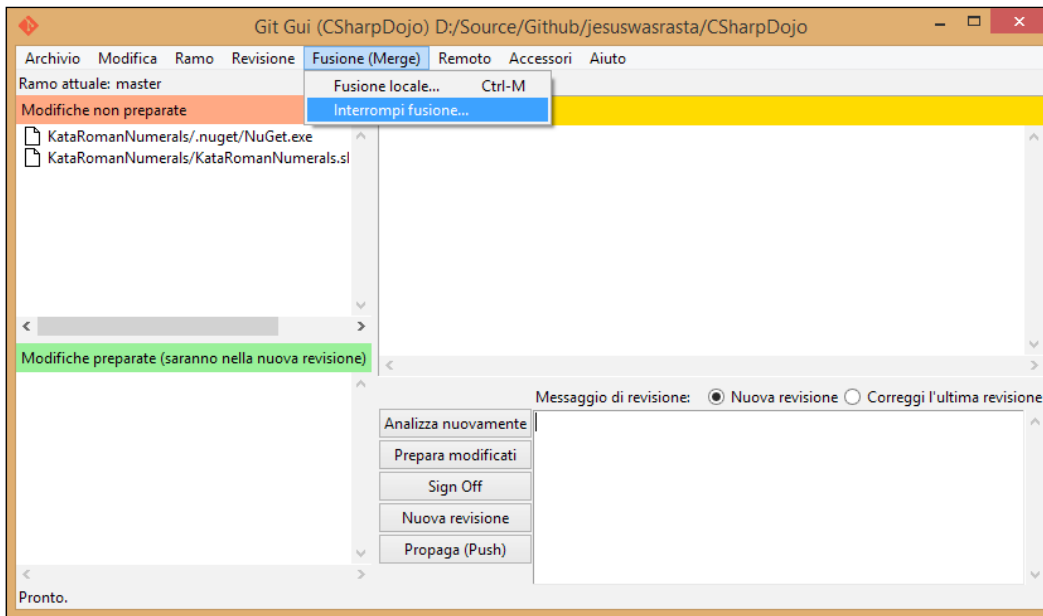 Git Gui (CSharpDojo) D:/Source/Github/jesuswasrasta/CSharpDojo
Archivio Modifica Ramo Revisione Fusione (Merge) Remoto Accessori Aiuto
Ramo attuale: master
Fusione locale... Ctrl-M
Modifiche non preparate
Interrompi fusione...
KataRomanNumerals/.nuget/NuGet.exe
KataRomanNumerals/KataRomanNumerals.sl
Modifiche preparate (saranno nella nuova revisione)
Messaggio di revisione: Nuova revisione Correggi l'ultima revisione
Analizza nuovamente
Prepara modificati
Sign Off
Nuova revisione
Propaga (Push)
Pronto.